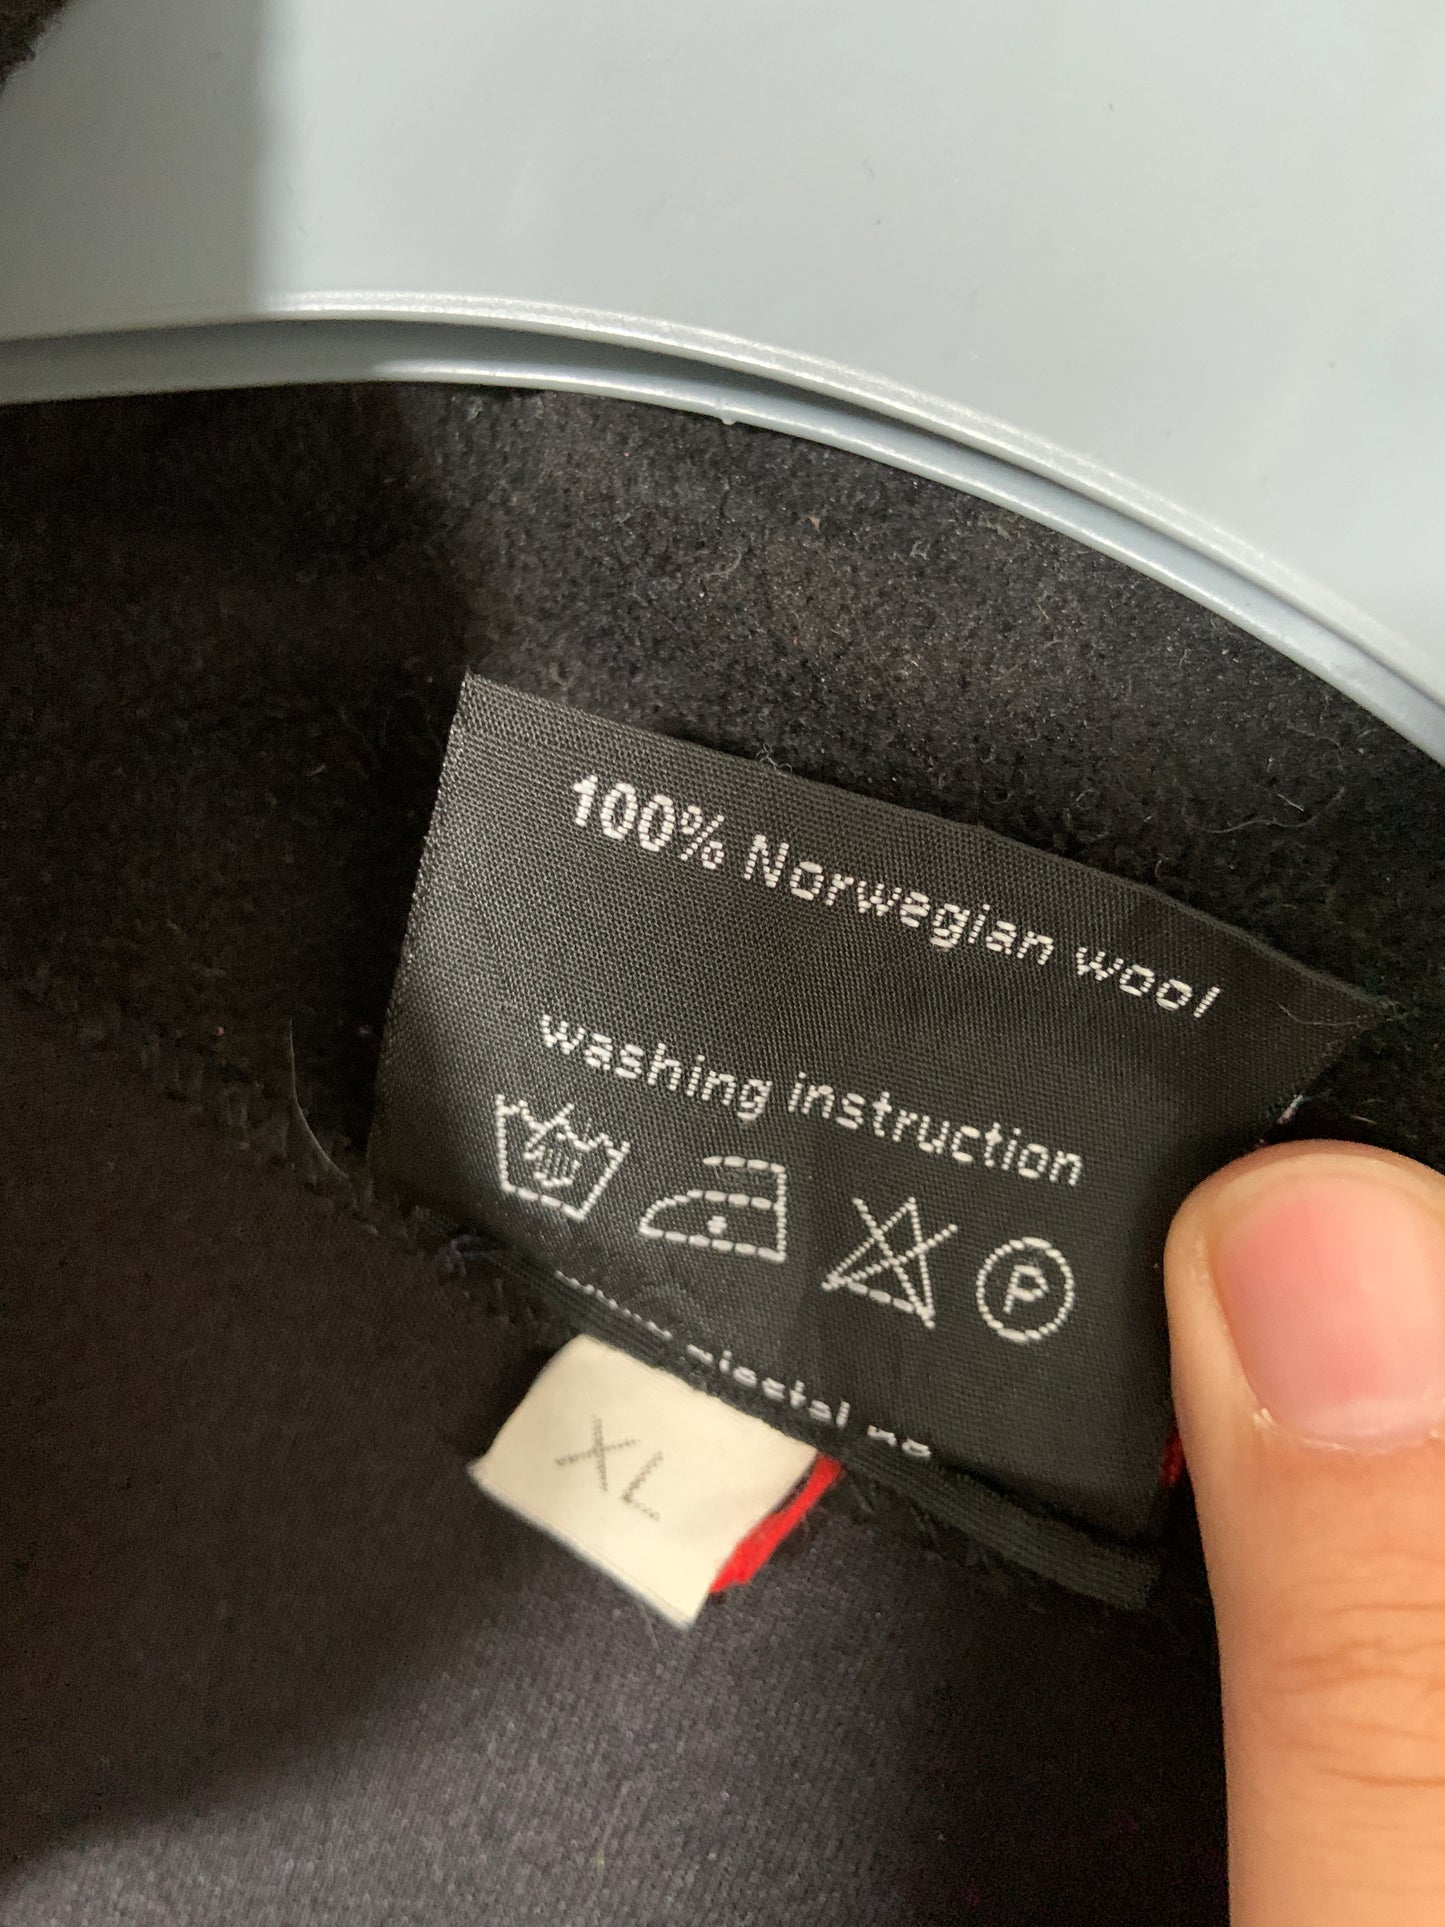 100% Norwegian wool
washing instruction
P
XL